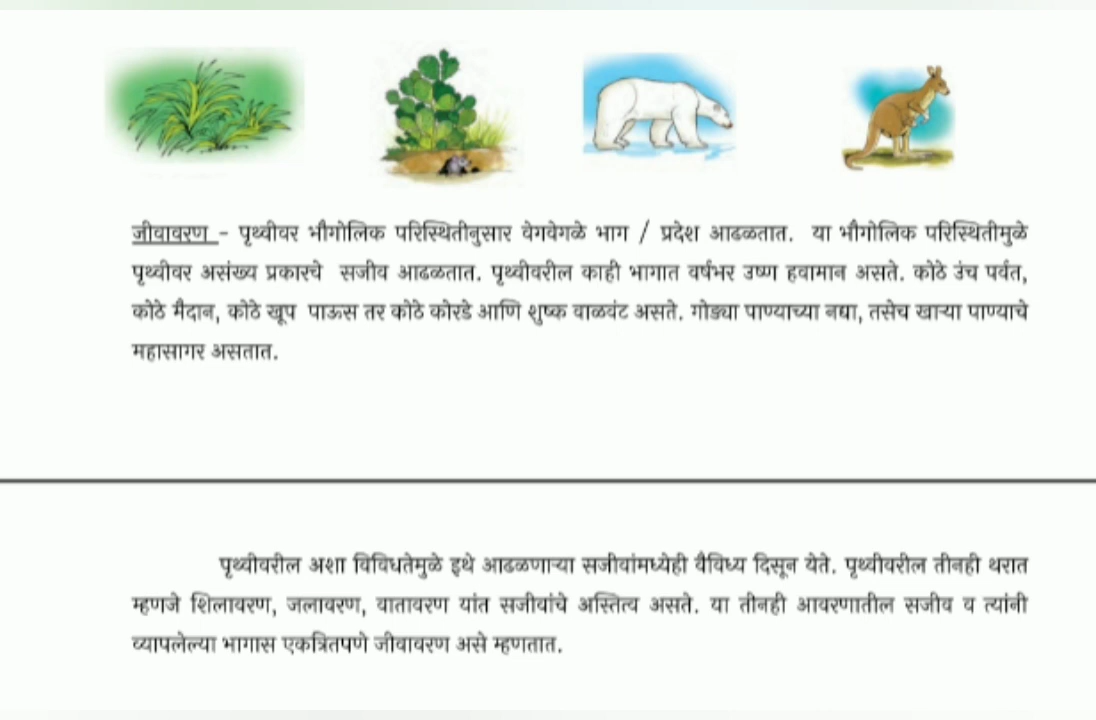 जीवावरण - पृथ्वीवर भौगोलिक परिस्थितीनुसार वेगवेगळे भाग / प्रदेश आढळतात. या भौगोलिक परिस्थितीमुळे
पृथ्वीवर असंख्य प्रकारचे सजीव आढळतात. पृथ्वीवरील काही भागात वर्षभर उष्ण हवामान असते. कोठे उंच पर्वत,
कोठे मैदान, कोठे खूप पाऊस तर कोठे कोरडे आणि शुष्क वाळवंट असते. गोड्या पाण्याच्या नद्या, तसेच खाऱ्या पाण्याचे
महासागर असतात.
पृथ्वीवरील अशा विविधतेमुळे इथे आढळणाऱ्या सजीवांमध्येही वैविध्य दिसून येते. पृथ्वीवरील तीनही थरात
म्हणजे शिलावरण, जलावरण, वातावरण यांत सजीवांचे अस्तित्व असते. या तीनही आवरणातील सजीव व त्यांनी
व्यापलेल्या भागास एकत्रितपणे जीवावरण असे म्हणतात.